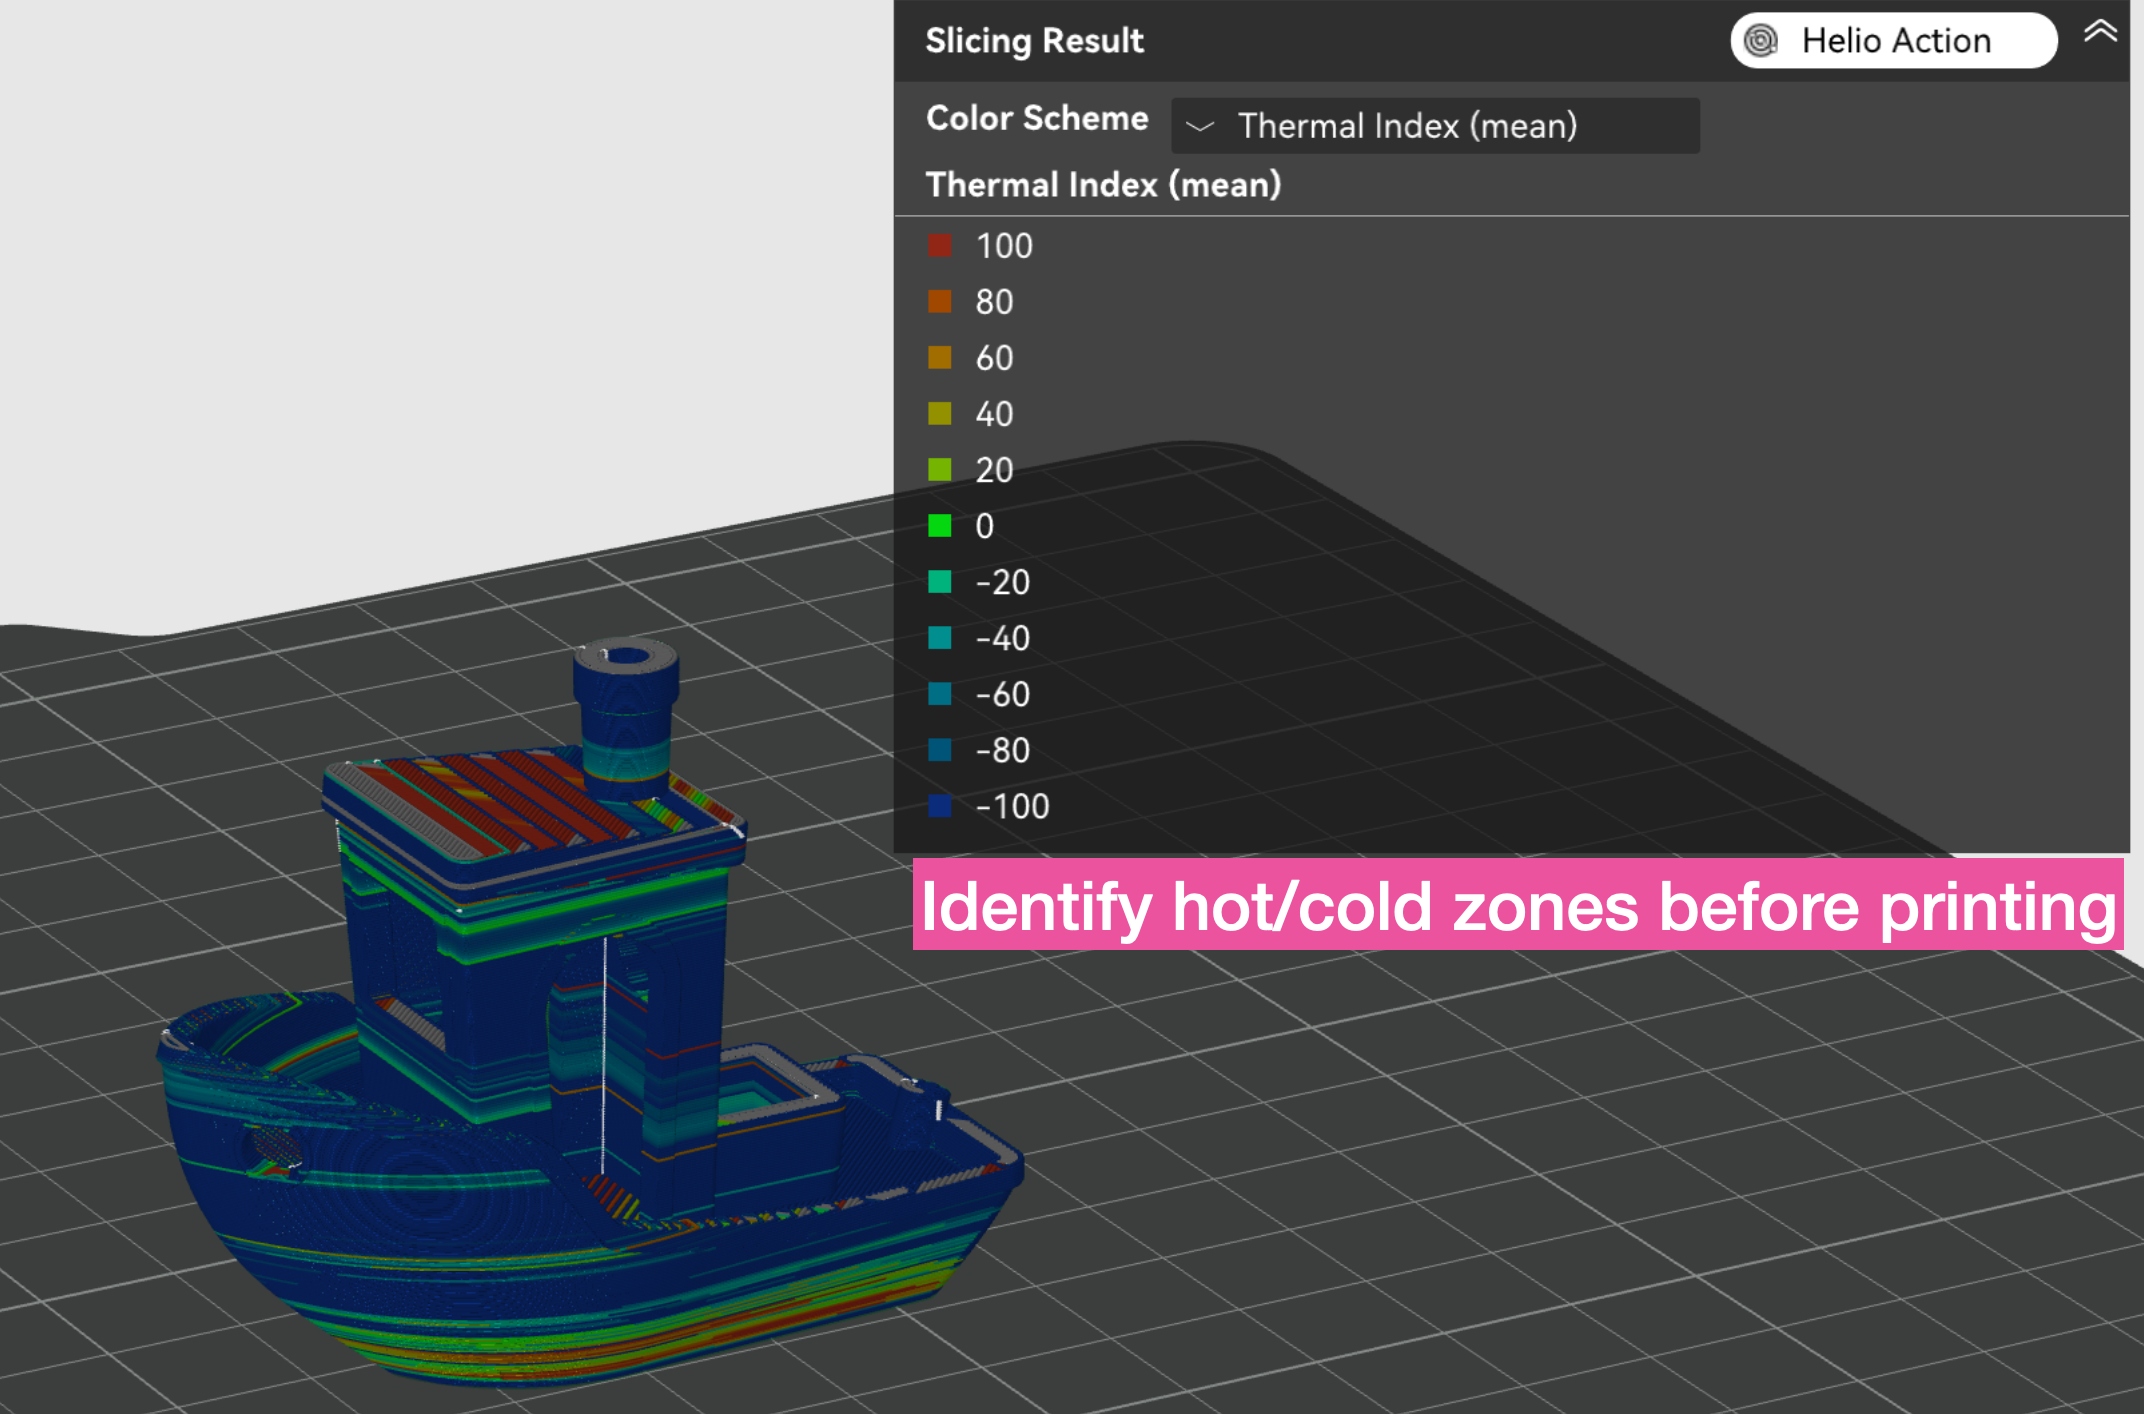 Slicing Result
Helio Action
Color Scheme
Thermal Index (mean)
Thermal Index (mean)
100
80
60
40
20
0
-20
-40
-60
-80
-100
Identify hot/cold zones before printing